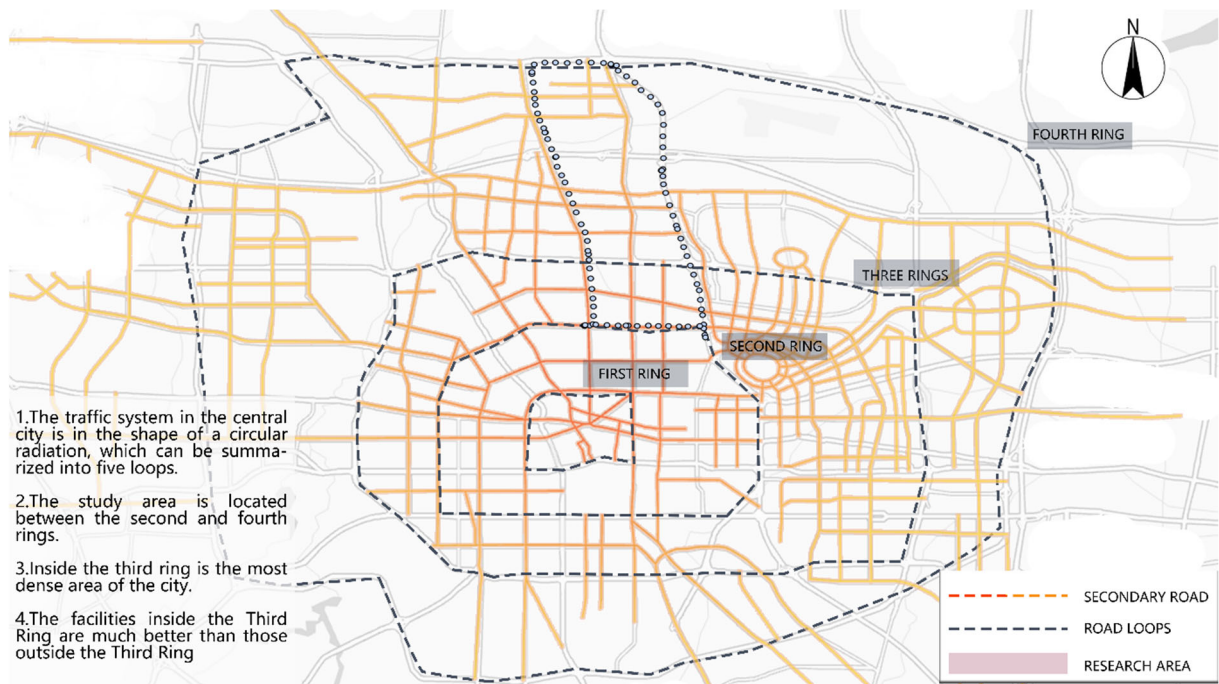 N
FOURTH RING
THREE RINGS
SECOND RING
FIRST RING
1.The traffic system in the central
city is in the shape of a circular
radiation, which can be summa-
rized into five loops.
2.The study area is located
between the second and fourth
rings.
3.Inside the third ring is the most
dense area of the city.
4.The facilities inside the Third
Ring are much better than those
outside the Third Ring
SECONDARY ROAD
ROAD LOOPS
RESEARCH AREA